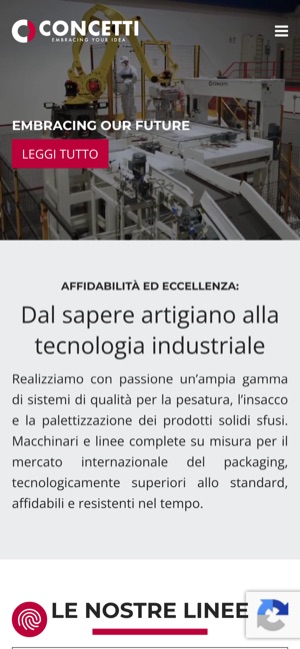 CONCETTI
EMBRACING YOUR IDEA
EMBRACING OUR FUTURE
LEGGI TUTTO
AFFIDABILITÀ ED ECCELLENZA:
Dal sapere artigiano alla
tecnologia industriale
Realizziamo con passione un’ampia gamma
di sistemi di qualità per la pesatura, l’insacco
e la palettizzazione dei prodotti solidi sfusi.
Macchinari e linee complete su misura per il
mercato internazionale del packaging,
tecnologicamente superiori allo standard,
affidabili e resistenti nel tempo.
LE NOSTRE LINEE